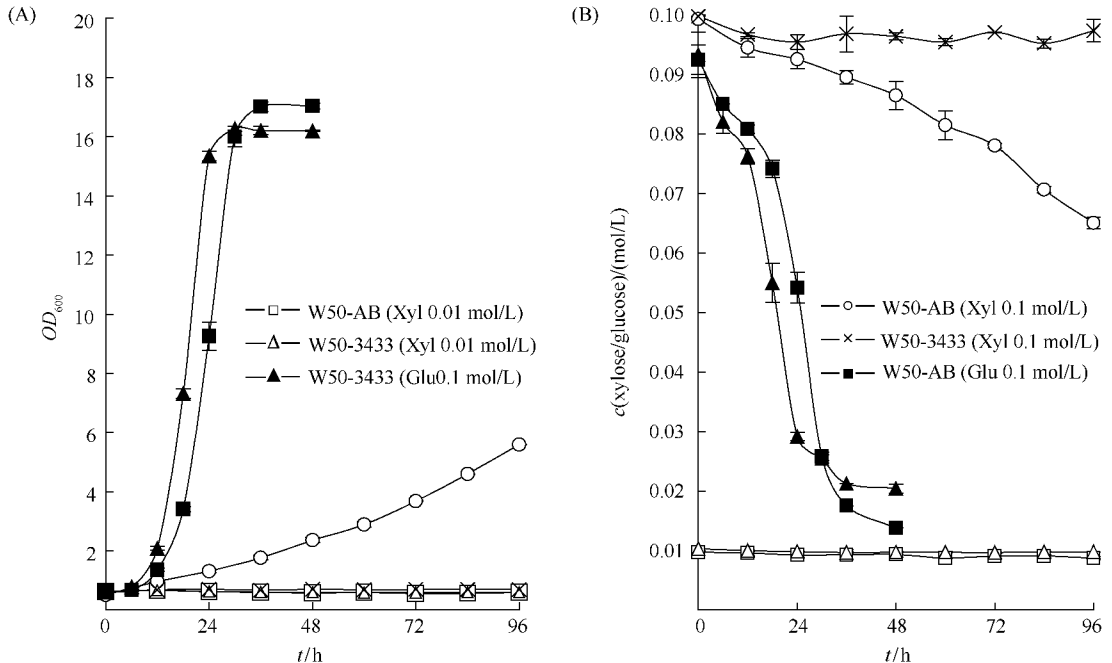 (A)
20
18
16
14
12
10
8
6
4
2
OD600
W50-AB (Xyl 0.01 mol/L)
W50-3433 (Xyl 0.01 mol/L)
W50-3433 (Glu0.1 mol/L)
0 24 48 72 96
t/h
(B)
0.10
0.09
0.08
0.07
0.06
0.05
0.04
0.03
0.02
0.01
c(xylose/glucose)/(mol/L)
W50-AB (Xyl 0.1 mol/L)
W50-3433 (Xyl 0.1 mol/L)
W50-AB (Glu 0.1 mol/L)
0 24 48 72 96
t/h